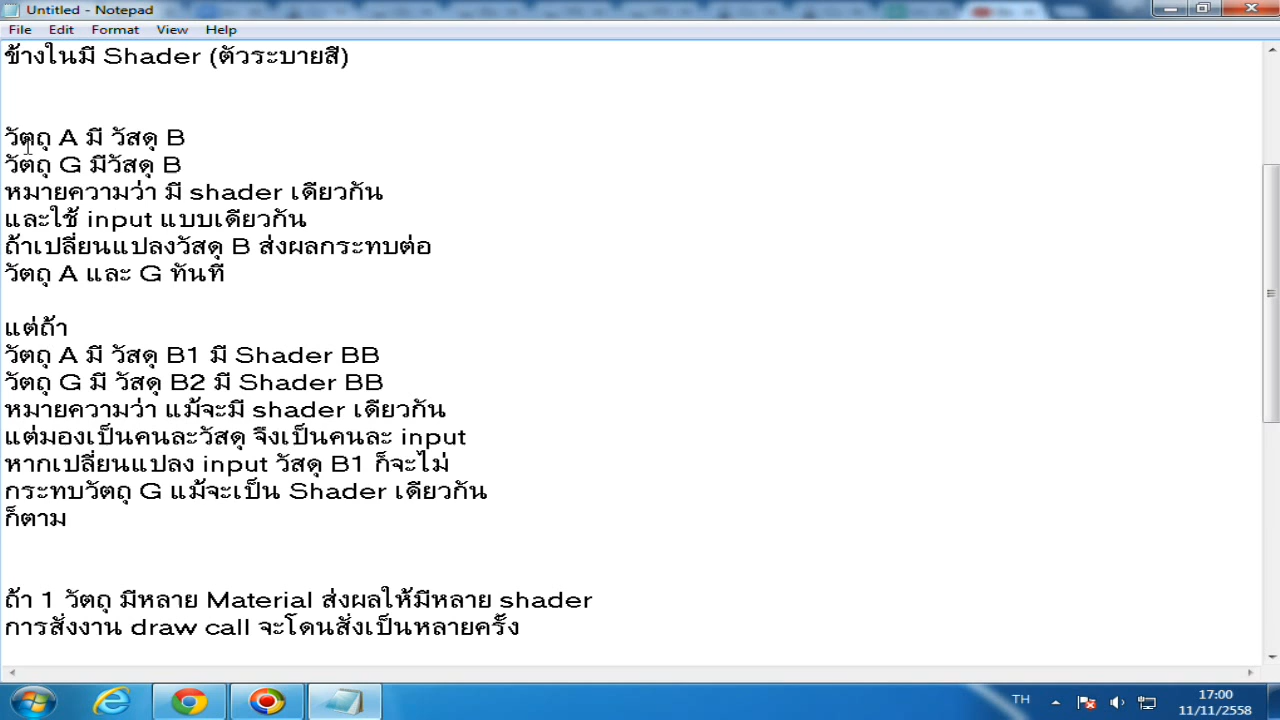 Untitled - Notepad
File Edit Format View Help
ข้างในมี Shader (ตัวระบายสี)
วัตถุ A มี วัสดุ B
วัตถุ G มีวัสดุ B
หมายความว่า มี shader เดียวกัน
และใช้ input แบบเดียวกัน
ถ้าเปลี่ยนแปลงวัสดุ B ส่งผลกระทบต่อ
วัตถุ A และ G ทันที
แต่ถ้า
วัตถุ A มี วัสดุ B1 มี Shader BB
วัตถุ G มี วัสดุ B2 มี Shader BB
หมายความว่า แม้จะมี shader เดียวกัน
แต่มองเป็นคนละวัสดุ จึงเป็นคนละ input
หากเปลี่ยนแปลง input วัสดุ B1 ก็จะไม่
กระทบวัตถุ G แม้จะเป็น Shader เดียวกัน
ก็ตาม
ถ้า 1 วัตถุ มีหลาย Material ส่งผลให้มีหลาย shader
การสั่งงาน draw call จะโดนสั่งเป็นหลายครั้ง
TH
17:00
11/11/2558